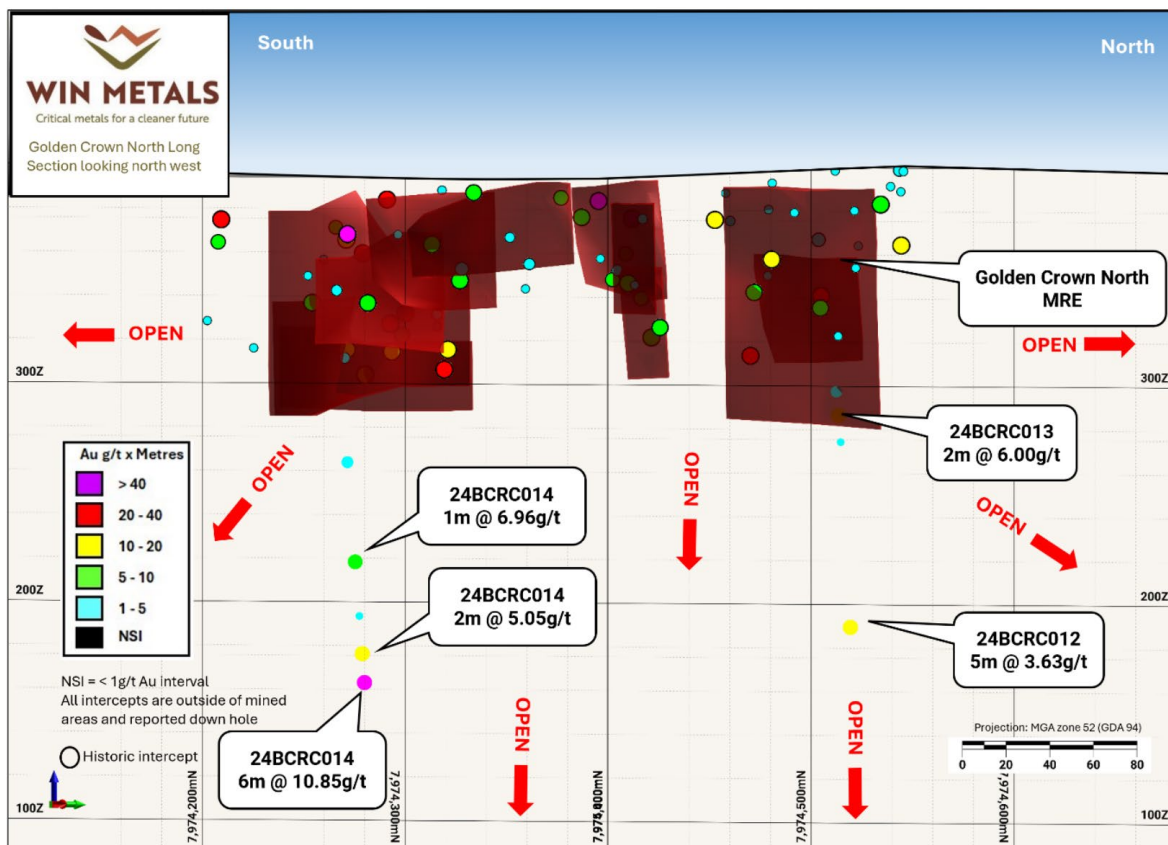 WIN METALS
Critical metals for a cleaner future
Golden Crown North Long
Section looking north west
South
North
Golden Crown North
MRE
OPEN
OPEN
300Z
300Z
24BCRC013
2m @ 6.00g/t
Au g/t x Metres
> 40
20 - 40
10 - 20
5 - 10
1 - 5
NSI
OPEN
OPEN
OPEN
24BCRC014
1m @ 6.96g/t
200Z
200Z
24BCRC014
2m @ 5.05g/t
24BCRC012
5m @ 3.63g/t
NSI = < 1g/t Au interval
All intercepts are outside of mined
areas and reported down hole
Historic intercept
24BCRC014
6m @ 10.85g/t
OPEN
OPEN
Projection: MGA zone 52 (GDA 94)
0 20 40 60 80
7,974,200mN
7,974,300mN
7,974,500mN
7,974,600mN
100Z
100Z